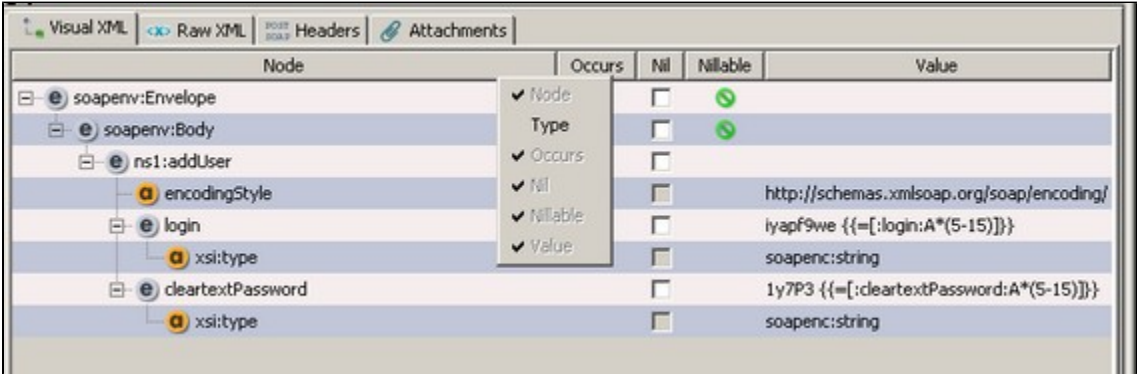 Visual XML <X> Raw XML POST SOAP Headers Attachments
Node Occurs Nil Nillable Value
e soapenv:Envelope
e soapenv:Body
e ns1:addUser
a encodingStyle http://schemas.xmlsoap.org/soap/encoding/
e login iyapf9we {{=[:login:A*(5-15)]}}
a xsi:type soapenc:string
e cleartextPassword 1y7P3 {{=[:cleartextPassword:A*(5-15)]}}
a xsi:type soapenc:string
Node
Type
Occurs
Nil
Nillable
Value